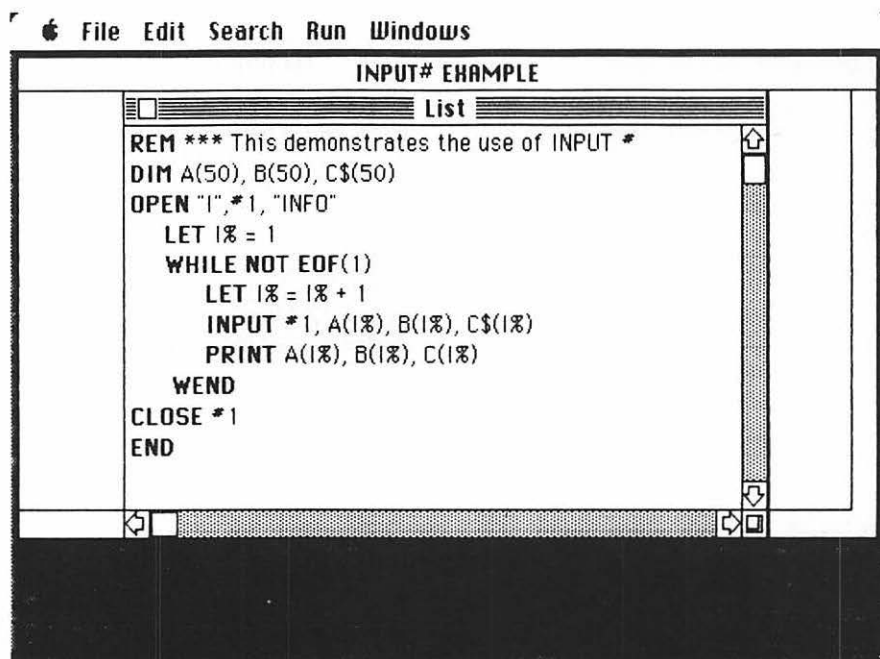 File Edit Search Run Windows
INPUT# EXAMPLE
List
REM *** This demonstrates the use of INPUT #
DIM A(50), B(50), C$(50)
OPEN "I",#1, "INFO"
LET I% = 1
WHILE NOT EOF(1)
LET I% = I% + 1
INPUT #1, A(I%), B(I%), C$(I%)
PRINT A(I%), B(I%), C(I%)
WEND
CLOSE #1
END